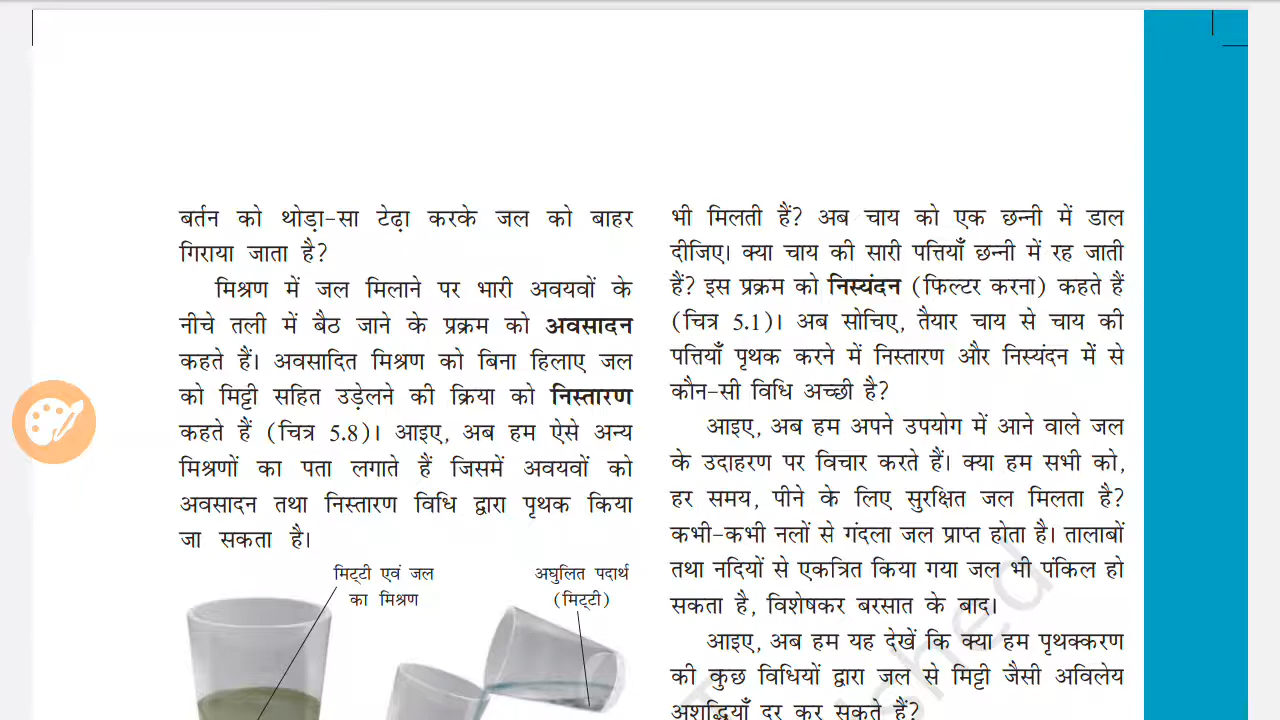 बर्तन को थोड़ा-सा टेढ़ा करके जल को बाहर
गिराया जाता है?
मिश्रण में जल मिलाने पर भारी अवयवों के
नीचे तली में बैठ जाने के प्रक्रम को अवसादन
कहते हैं। अवसादित मिश्रण को बिना हिलाए जल
को मिट्टी सहित उड़ेलने की क्रिया को निस्तारण
कहते हैं (चित्र 5.8)। आइए, अब हम ऐसे अन्य
मिश्रणों का पता लगाते हैं जिसमें अवयवों को
अवसादन तथा निस्तारण विधि द्वारा पृथक किया
जा सकता है।
मिट्टी एवं जल
का मिश्रण
अघुलित पदार्थ
(मिट्टी)
भी मिलती हैं? अब चाय को एक छन्नी में डाल
दीजिए। क्या चाय की सारी पत्तियाँ छन्नी में रह जाती
हैं? इस प्रक्रम को निस्यंदन (फिल्टर करना) कहते हैं
(चित्र 5.1)। अब सोचिए, तैयार चाय से चाय की
पत्तियाँ पृथक करने में निस्तारण और निस्यंदन में से
कौन-सी विधि अच्छी है?
आइए, अब हम अपने उपयोग में आने वाले जल
के उदाहरण पर विचार करते हैं। क्या हम सभी को,
हर समय, पीने के लिए सुरक्षित जल मिलता है?
कभी-कभी नलों से गंदला जल प्राप्त होता है। तालाबों
तथा नदियों से एकत्रित किया गया जल भी पंकिल हो
सकता है, विशेषकर बरसात के बाद।
आइए, अब हम यह देखें कि क्या हम पृथक्करण
की कुछ विधियों द्वारा जल से मिट्टी जैसी अविलेय
अशुद्धियाँ दूर कर सकते हैं?